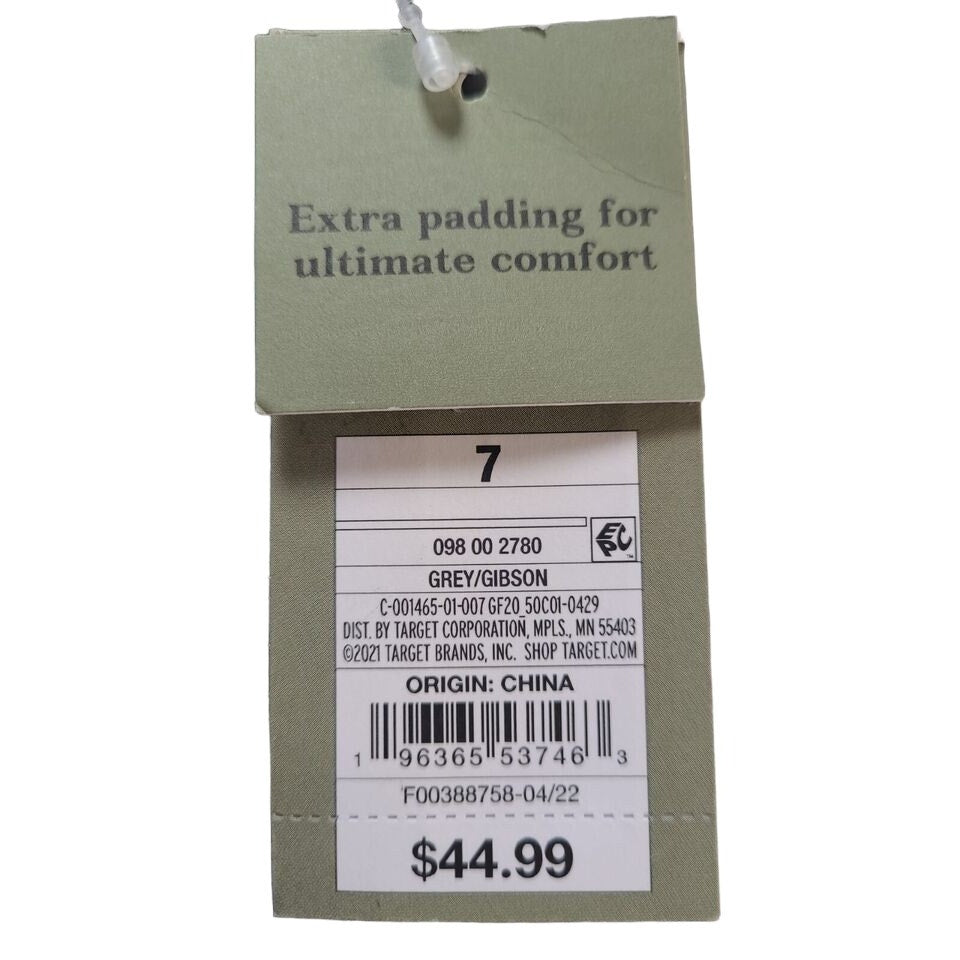 Extra padding for
ultimate comfort
7
098 00 2780
EPC™
GREY/GIBSON
C-001465-01-007 GF20_50C01-0429
DIST. BY TARGET CORPORATION, MPLS., MN 55403
©2021 TARGET BRANDS, INC. SHOP TARGET.COM
ORIGIN: CHINA
1 96365 53746 3
F00388758-04/22
$44.99